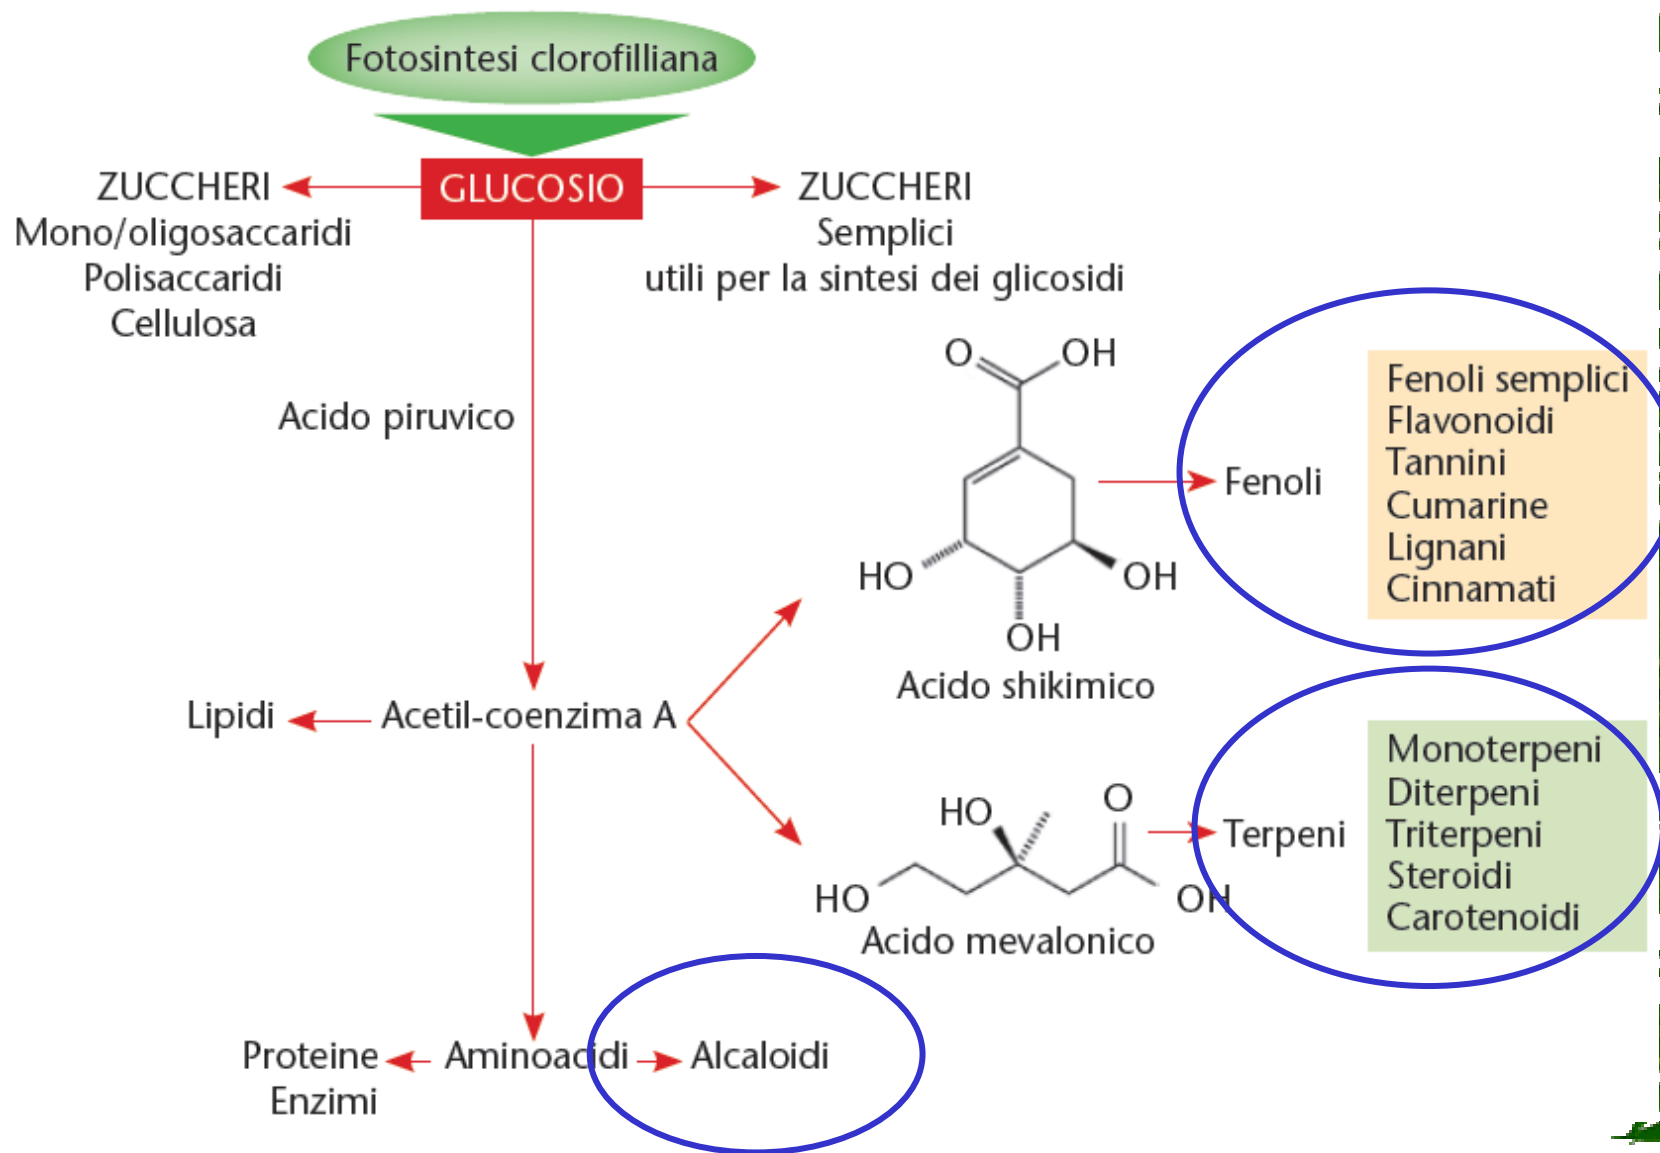 Fotosintesi clorofilliana
GLUCOSIO
ZUCCHERI
Mono/oligosaccaridi
Polisaccaridi
Cellulosa
ZUCCHERI
Semplici
utili per la sintesi dei glicosidi
Acido piruvico
O
OH
HO
OH
OH
Acido shikimico
Fenoli
Fenoli semplici
Flavonoidi
Tannini
Cumarine
Lignani
Cinnamati
Lipidi
Acetil-coenzima A
HO
O
HO
OH
Acido mevalonico
Terpeni
Monoterpeni
Diterpeni
Triterpeni
Steroidi
Carotenoidi
Proteine
Enzimi
Aminoacidi
Alcaloidi